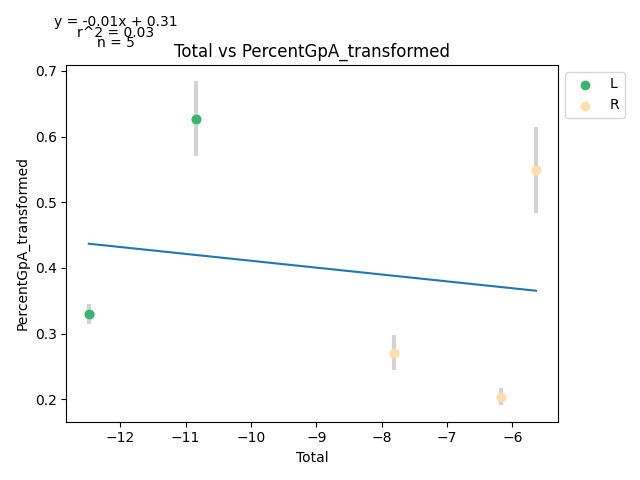 y = -0.01x + 0.31
r^2 = 0.03
n = 5
Total vs PercentGpA_transformed
L
R
0.7
0.6
0.5
0.4
0.3
0.2
PercentGpA_transformed
−12
−11
−10
−9
−8
−7
−6
Total